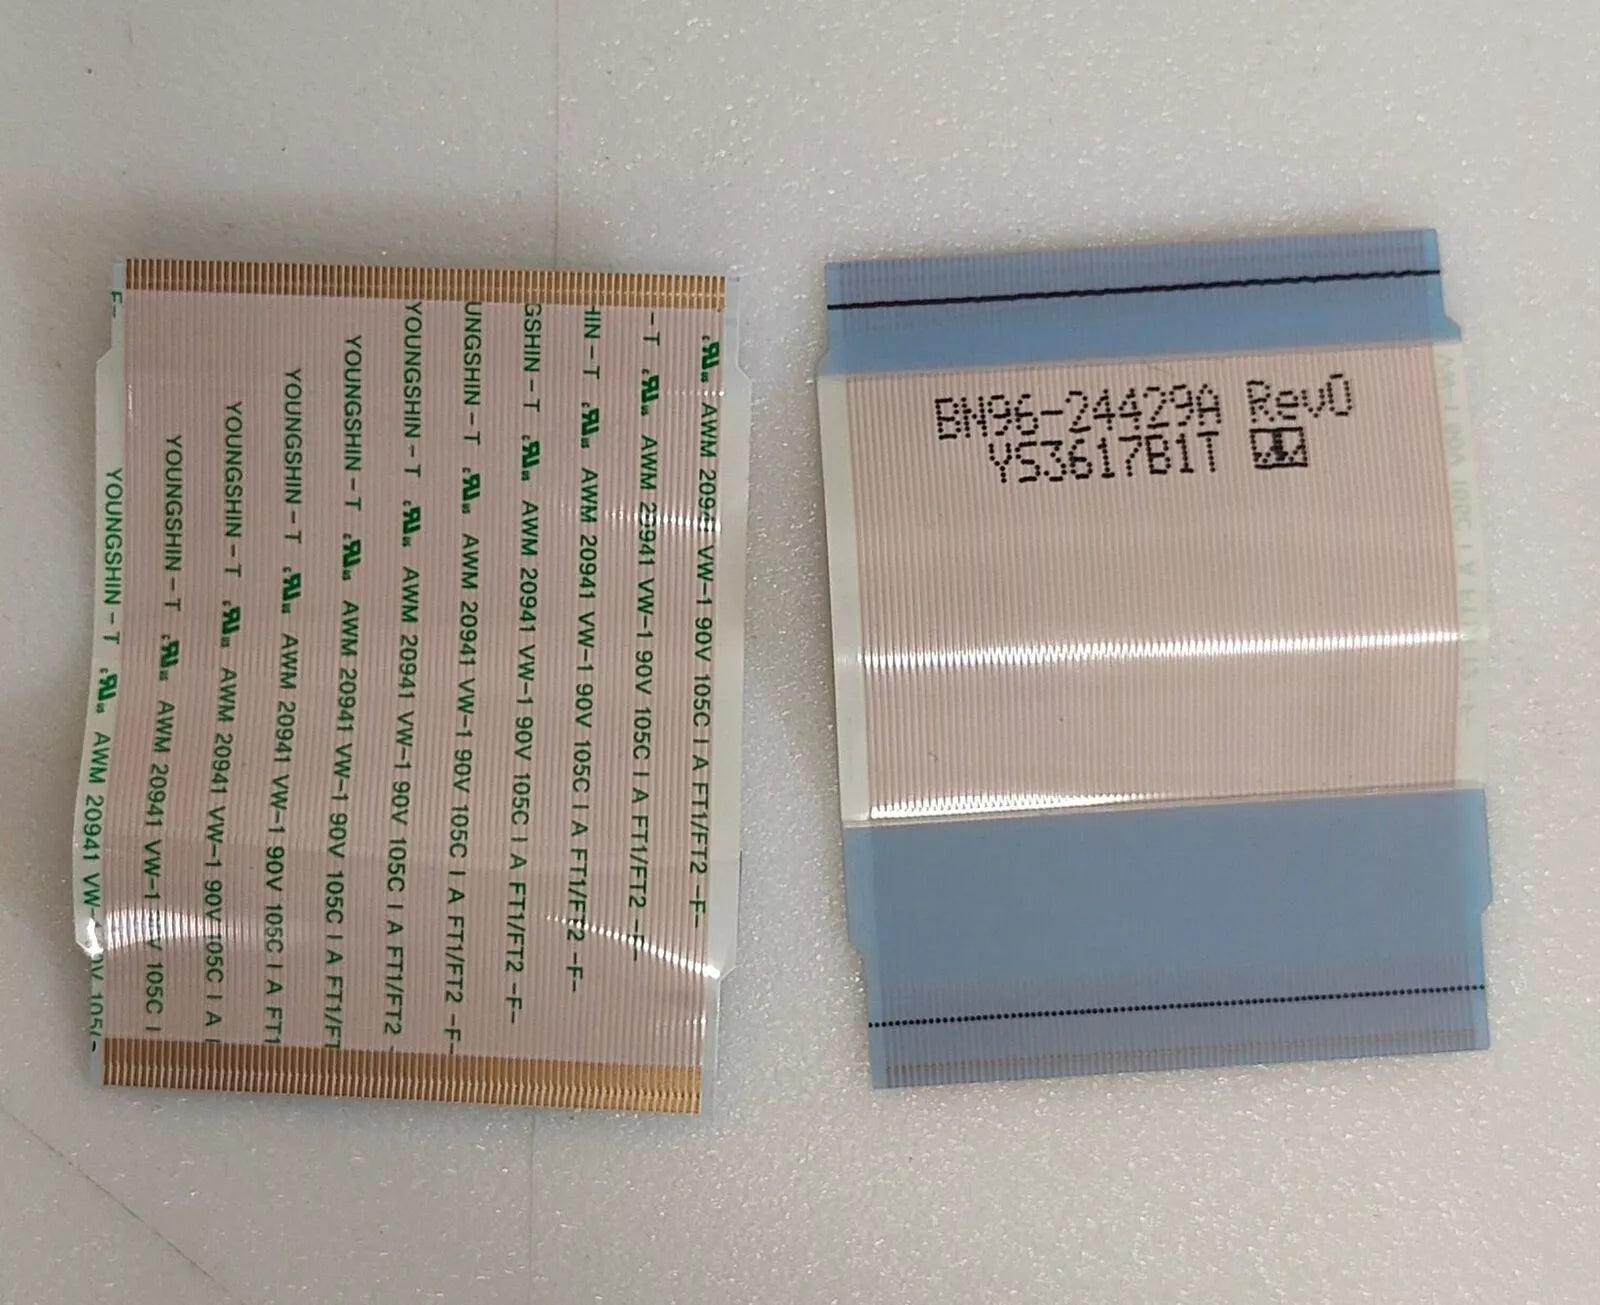 F-
YOUNGSHIN-T AWM 20941 VW-1 90V 105C
YOUNGSHIN-T AWM 20941 VW-1 90V 105C I
YOUNGSHIN-T AWM 20941 VW-1 90V 105C I A
YOUNGSHIN-T AWM 20941 VW-1 90V 105C I A FT1
YOUNGSHIN-T AWM 20941 VW-1 90V 105C I A FT1/FT
YOUNGSHIN-T AWM 20941 VW-1 90V 105C I A FT1/FT2
UNGSHIN-T AWM 20941 VW-1 90V 105C I A FT1/FT2 -F-
GSHIN-T AWM 20941 VW-1 90V 105C I A FT1/FT2 -F-
HIN-T AWM 20941 VW-1 90V 105C I A FT1/FT2 -F-
-T AWM 20941 VW-1 90V 105C I A FT1/FT2 -F-
AWM 20941 VW-1 90V 105C I A FT1/FT2 -F-
BN96-24429A Rev0
YS3617B1T